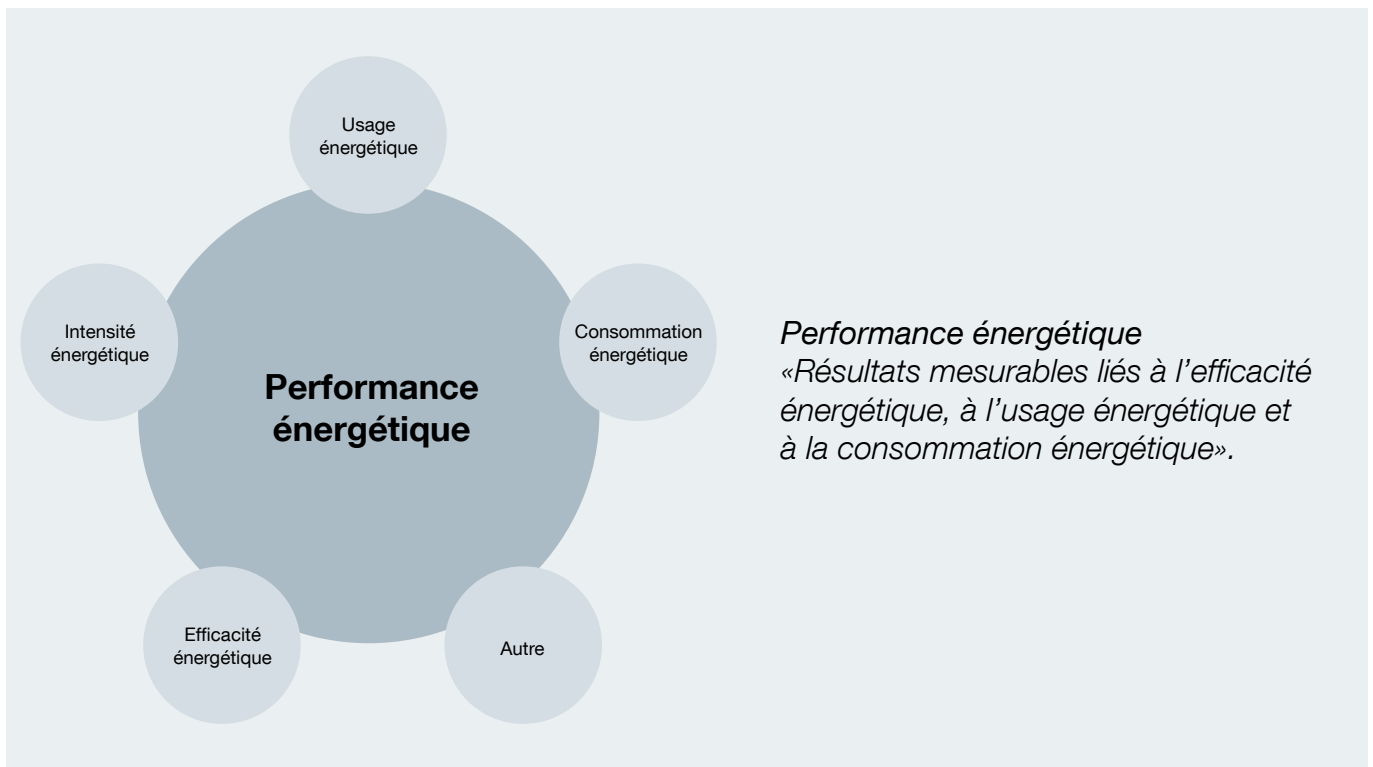 Usage
énergétique
Intensité
énergétique
Consommation
énergétique
Performance
énergétique
Efficacité
énergétique
Autre
Performance énergétique
«Résultats mesurables liés à l’efficacité
énergétique, à l’usage énergétique et
à la consommation énergétique».